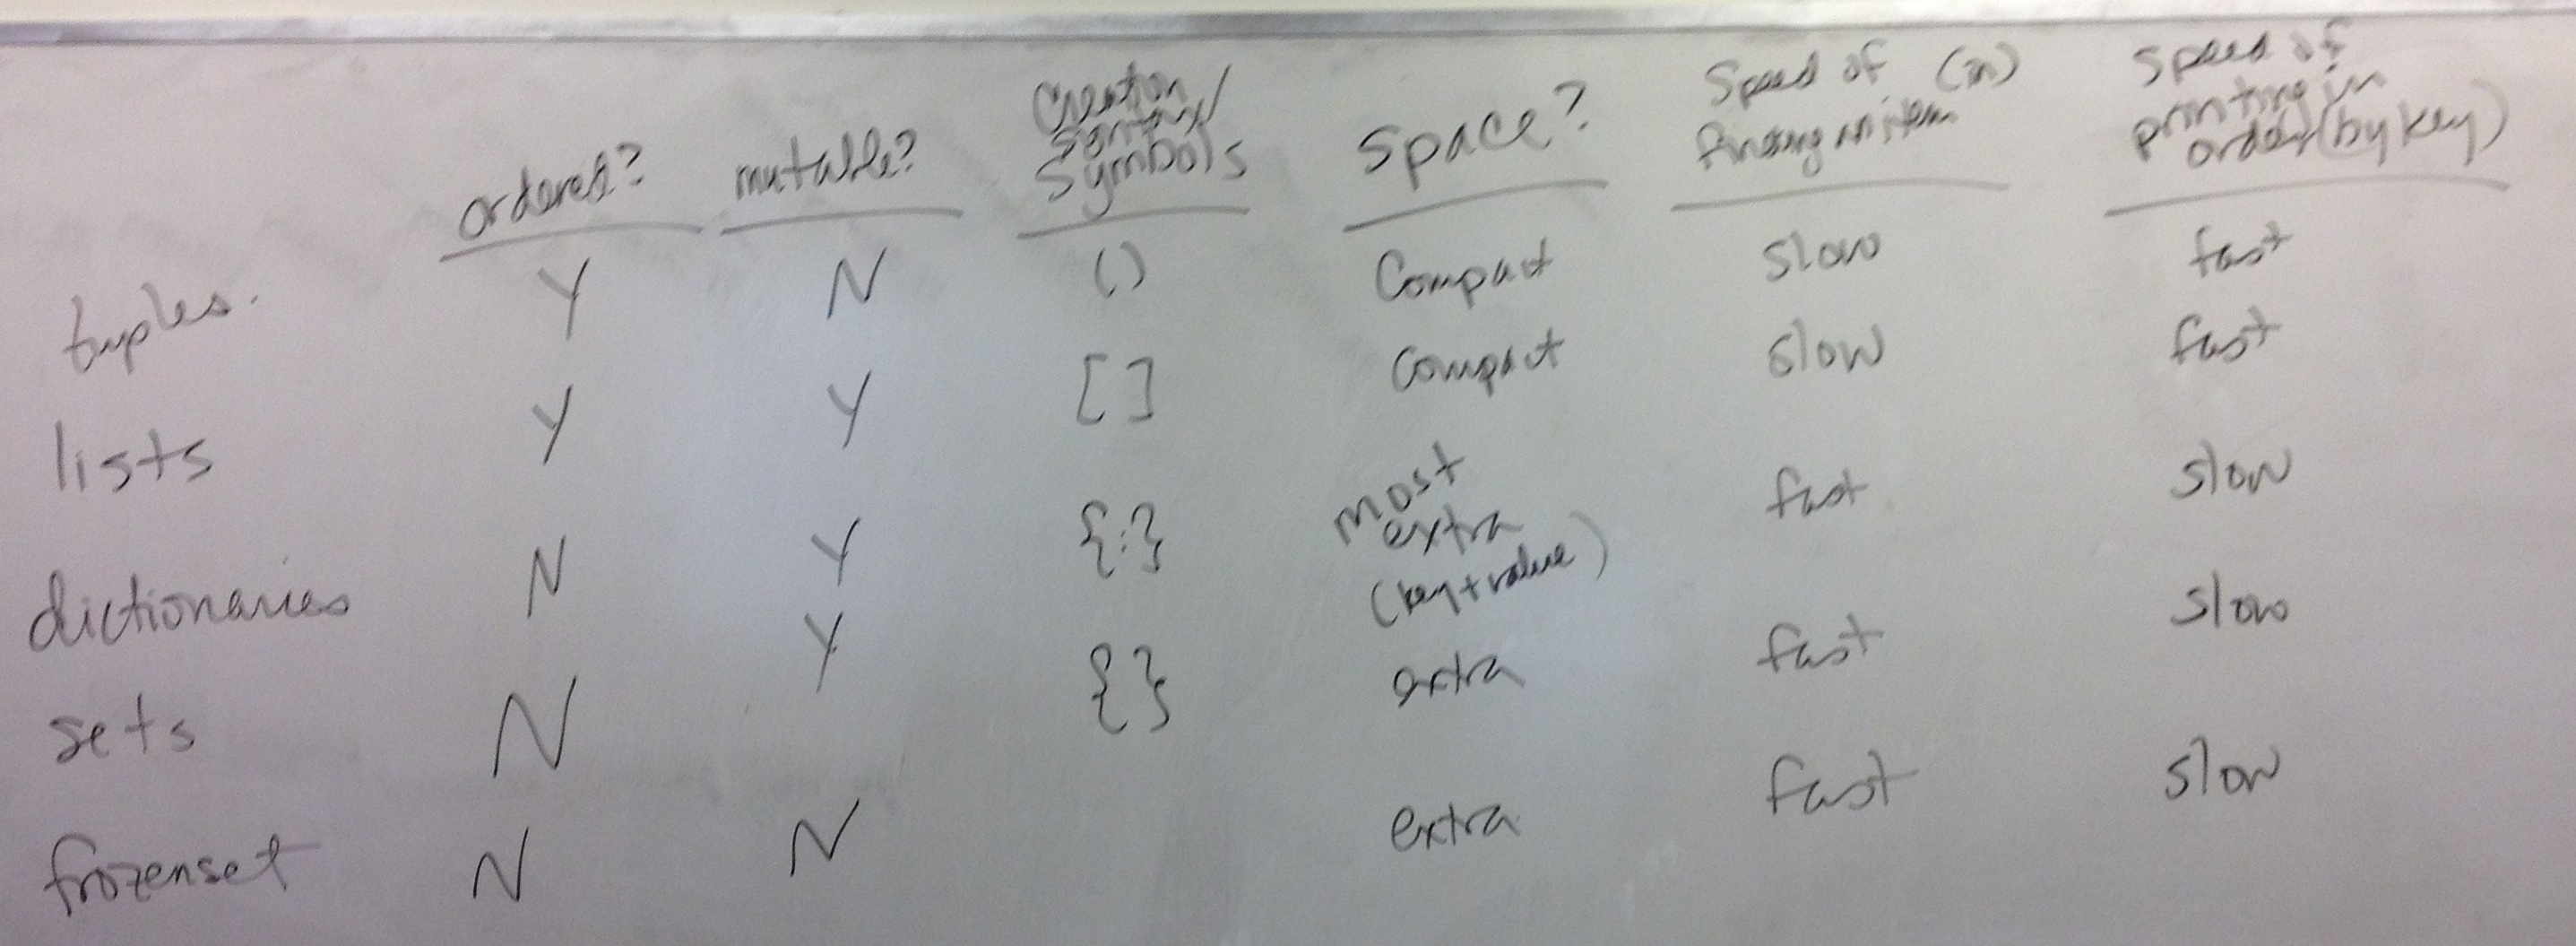 ordered? mutable? Creation Syntax/ Symbols Space? Speed of (in) finding an item Speed of printing in order (by key)
tuples. Y N () Compact slow fast
lists Y Y [] Compact slow fast
dictionaries N Y {:} most extra (key+value) fast slow
sets N Y {} extra fast slow
frozenset N N extra fast slow